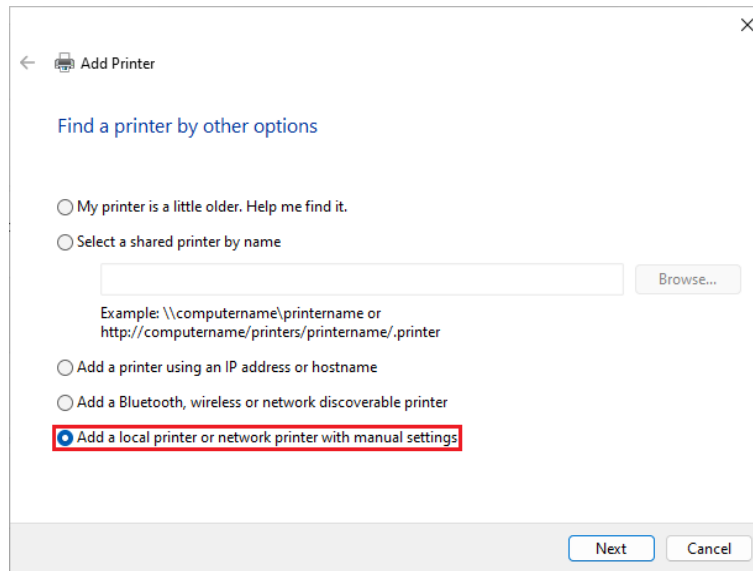 Add Printer
Find a printer by other options
My printer is a little older. Help me find it.
Select a shared printer by name
Browse...
Example: \\computername\printername or
http://computername/printers/printername/.printer
Add a printer using an IP address or hostname
Add a Bluetooth, wireless or network discoverable printer
Add a local printer or network printer with manual settings
Next
Cancel